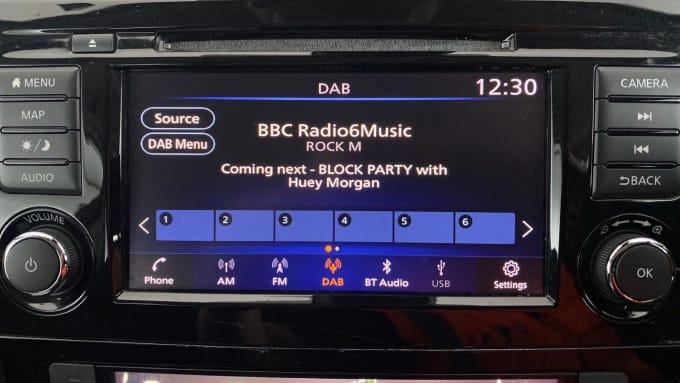 MENU
MAP
AUDIO
VOLUME
DAB
12:30
Source
DAB Menu
BBC Radio6Music
ROCK M
Coming next - BLOCK PARTY with
Huey Morgan
1 2 3 4 5 6
Phone AM FM DAB BT Audio USB Settings
CAMERA
BACK
OK